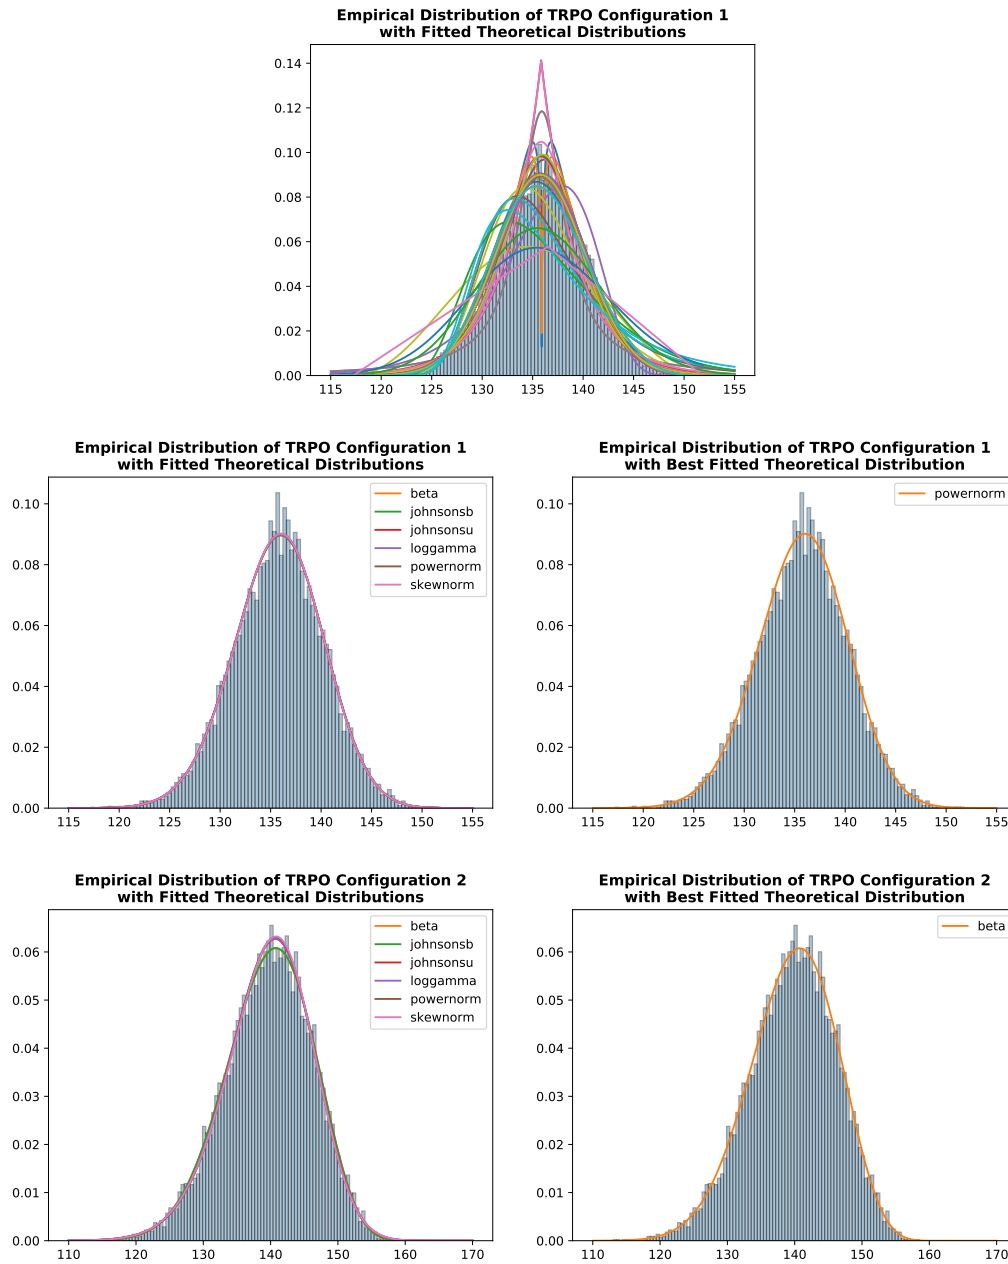 Empirical Distribution of TRPO Configuration 1
with Fitted Theoretical Distributions
0.14
0.12
0.10
0.08
0.06
0.04
0.02
0.00
115 120 125 130 135 140 145 150 155
Empirical Distribution of TRPO Configuration 1
with Fitted Theoretical Distributions
beta
johnsonsb
johnsonsu
loggamma
powernorm
skewnorm
0.10
0.08
0.06
0.04
0.02
0.00
115 120 125 130 135 140 145 150 155
Empirical Distribution of TRPO Configuration 1
with Best Fitted Theoretical Distribution
powernorm
0.10
0.08
0.06
0.04
0.02
0.00
115 120 125 130 135 140 145 150 155
Empirical Distribution of TRPO Configuration 2
with Fitted Theoretical Distributions
beta
johnsonsb
johnsonsu
loggamma
powernorm
skewnorm
0.06
0.05
0.04
0.03
0.02
0.01
0.00
110 120 130 140 150 160 170
Empirical Distribution of TRPO Configuration 2
with Best Fitted Theoretical Distribution
beta
0.06
0.05
0.04
0.03
0.02
0.01
0.00
110 120 130 140 150 160 170